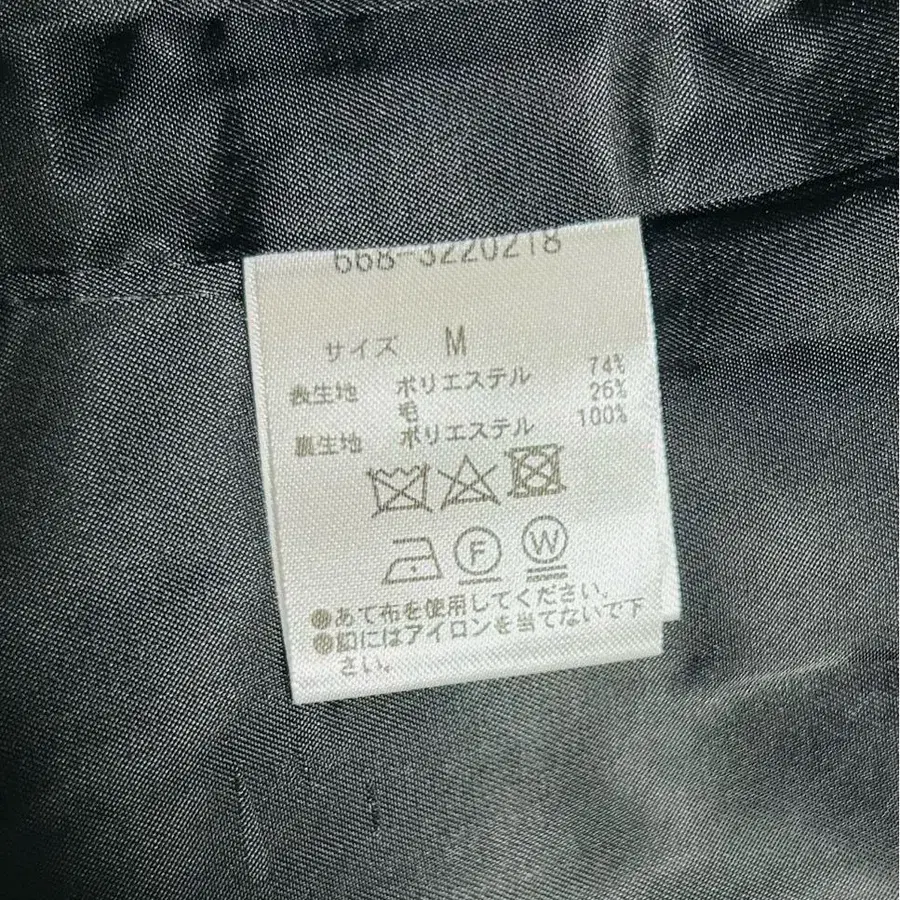 668-3220218
サイズ M
表生地 ポリエステル 74%
毛 26%
裏生地 ポリエステル 100%
F W
●あて布を使用してください。
●釦にはアイロンを当てないで下
さい。